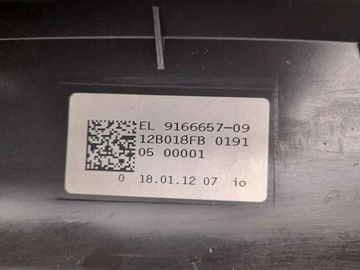 EL 9166657-09
12B018FB 0191
05 00001
0 18.01.12 07 io